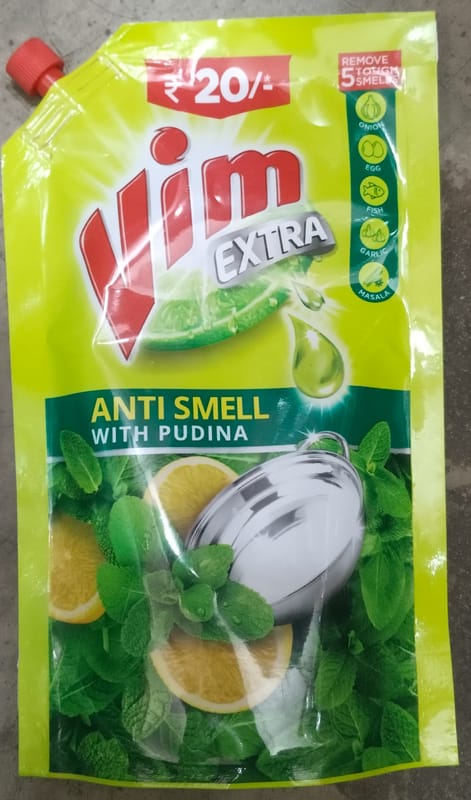 ₹20/-*
REMOVE
5 TOUGH
SMELLS
ONION
EGG
FISH
GARLIC
MASALA
Vim
EXTRA
ANTI SMELL
WITH PUDINA